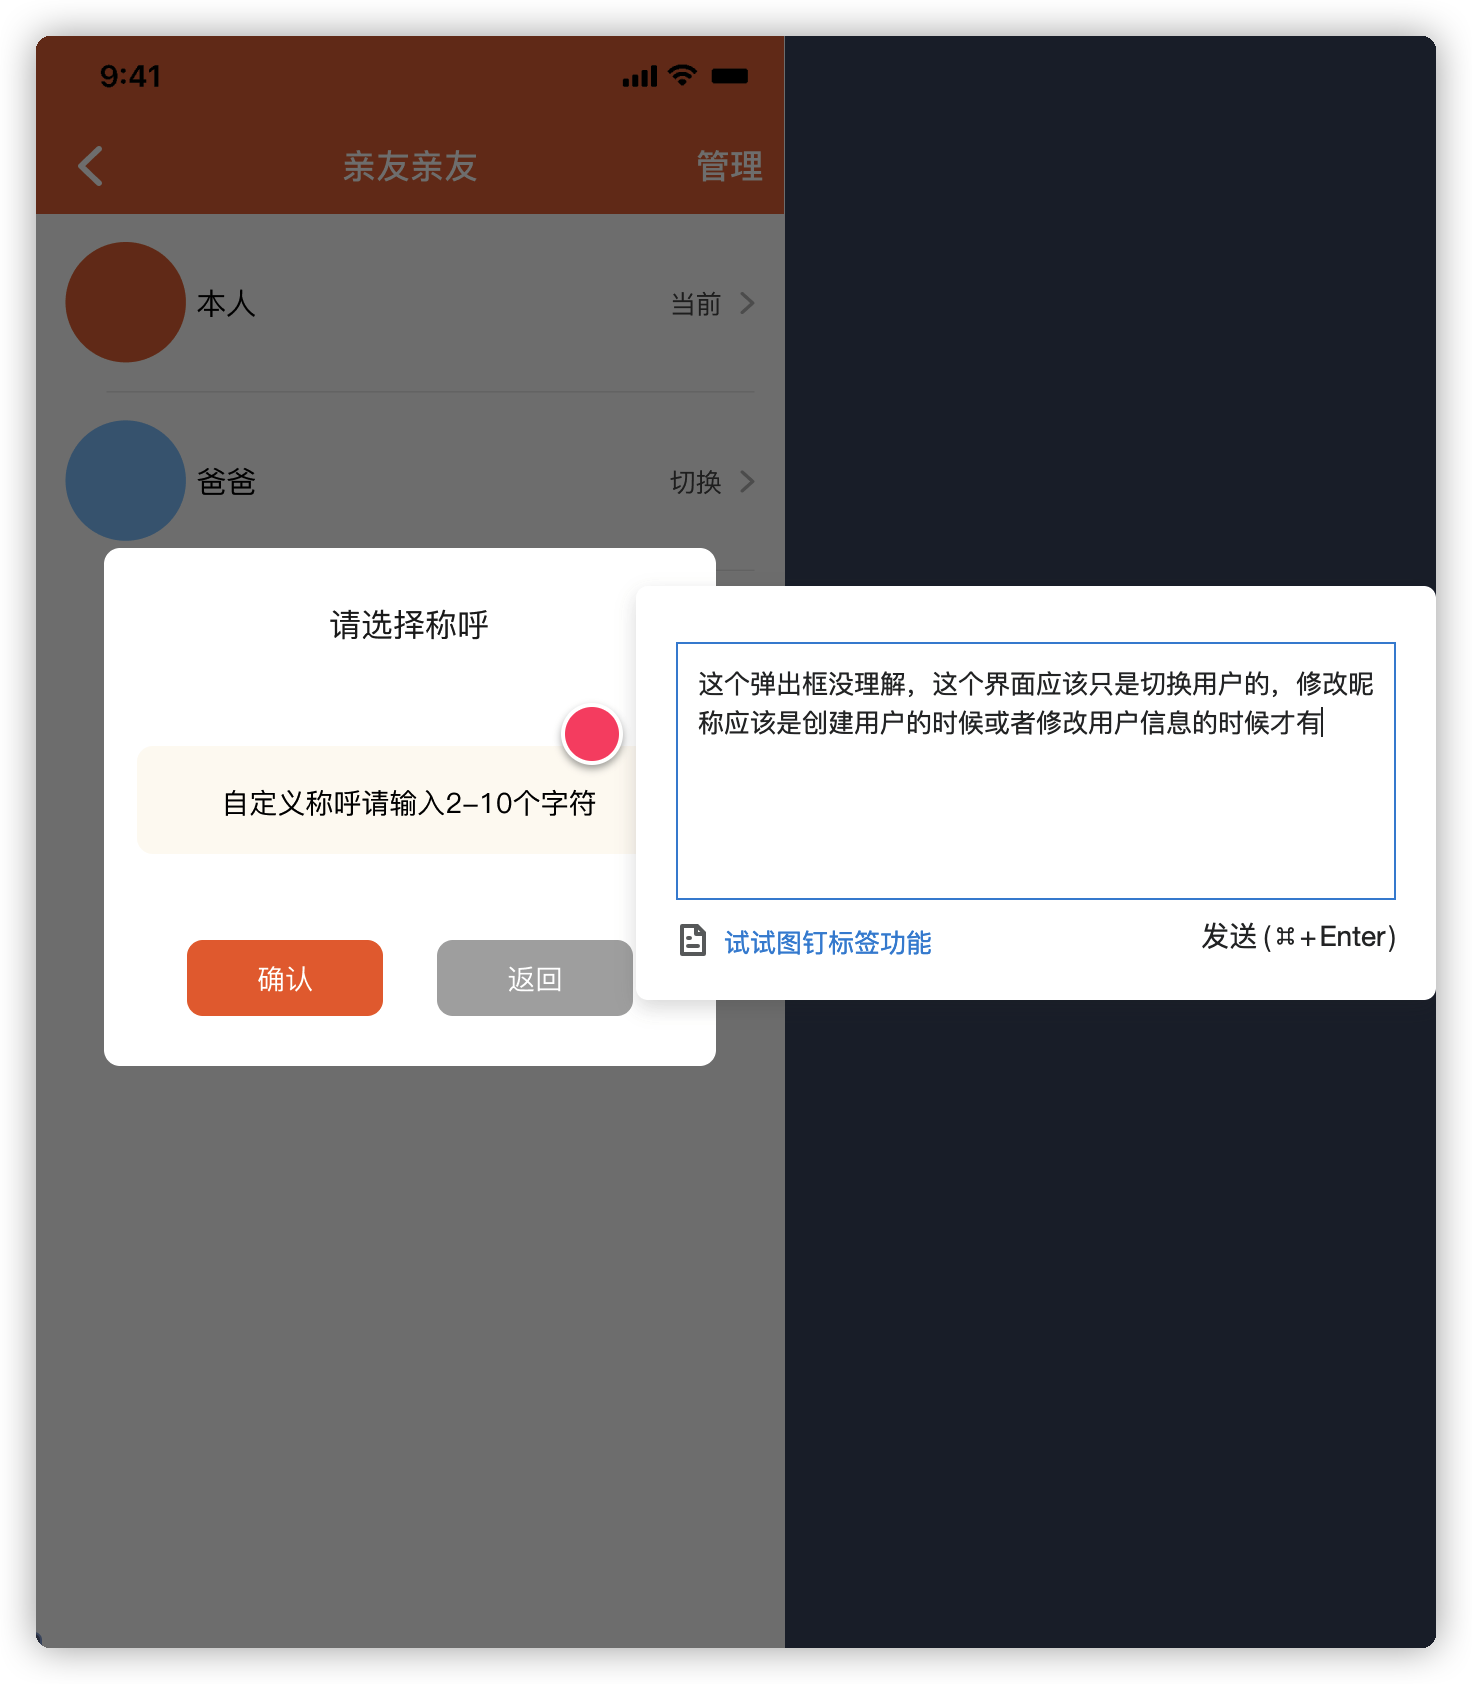 9:41
亲友亲友
管理
本人
当前
爸爸
切换
请选择称呼
自定义称呼请输入2-10个字符
确认
返回
这个弹出框没理解，这个界面应该只是切换用户的，修改昵
称应该是创建用户的时候或者修改用户信息的时候才有
试试图钉标签功能
发送(⌘+Enter)